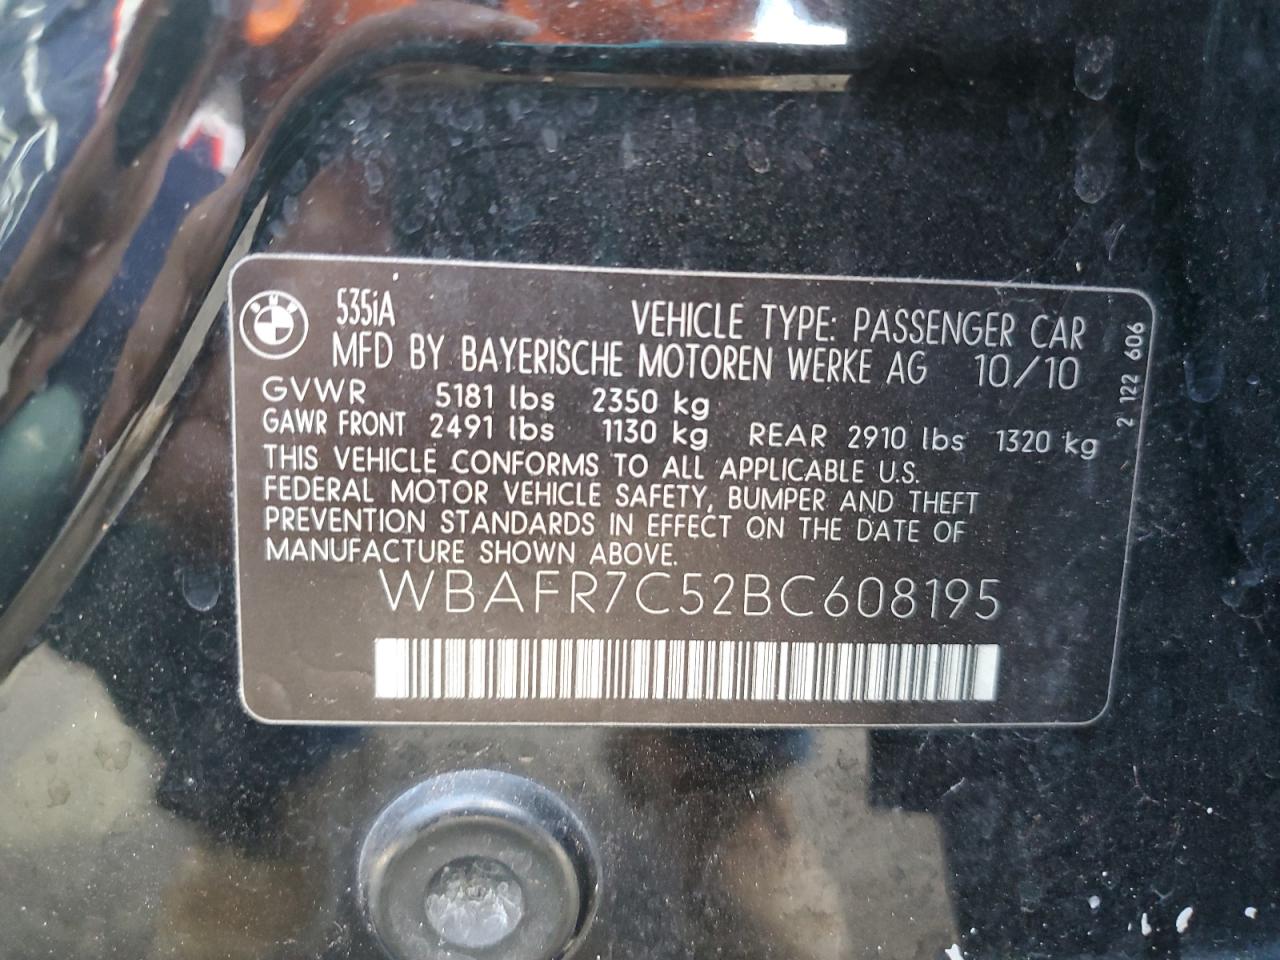 BMW
535iA
VEHICLE TYPE: PASSENGER CAR
MFD BY BAYERISCHE MOTOREN WERKE AG 10/10
GVWR 5181 lbs 2350 kg
GAWR FRONT 2491 lbs 1130 kg REAR 2910 lbs 1320 kg
THIS VEHICLE CONFORMS TO ALL APPLICABLE U.S.
FEDERAL MOTOR VEHICLE SAFETY, BUMPER AND THEFT
PREVENTION STANDARDS IN EFFECT ON THE DATE OF
MANUFACTURE SHOWN ABOVE.
WBAFR7C52BC608195
2 122 606